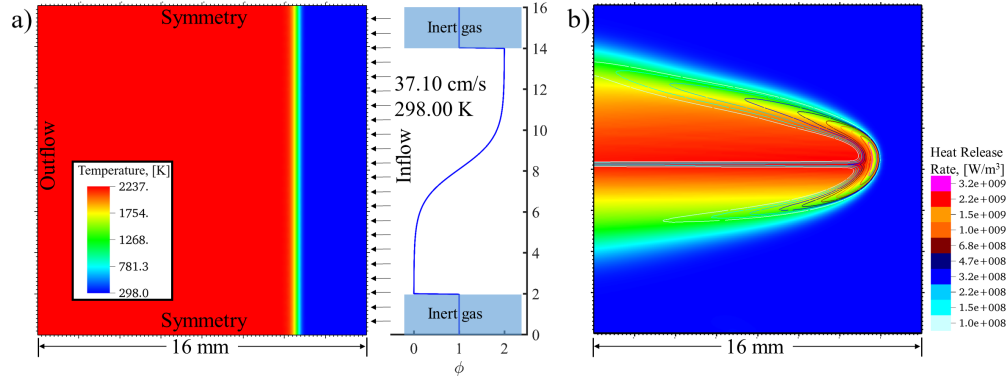 a)
Symmetry
Outflow
Temperature, [K]
2237.
1754.
1268.
781.3
298.0
Symmetry
16 mm
37.10 cm/s
298.00 K
Inflow
Inert gas
Inert gas
16
14
12
10
8
6
4
2
0
0 1 2
ϕ
b)
16 mm
Heat Release
Rate, [W/m³]
3.2e+009
2.2e+009
1.5e+009
1.0e+009
6.8e+008
4.7e+008
3.2e+008
2.2e+008
1.5e+008
1.0e+008